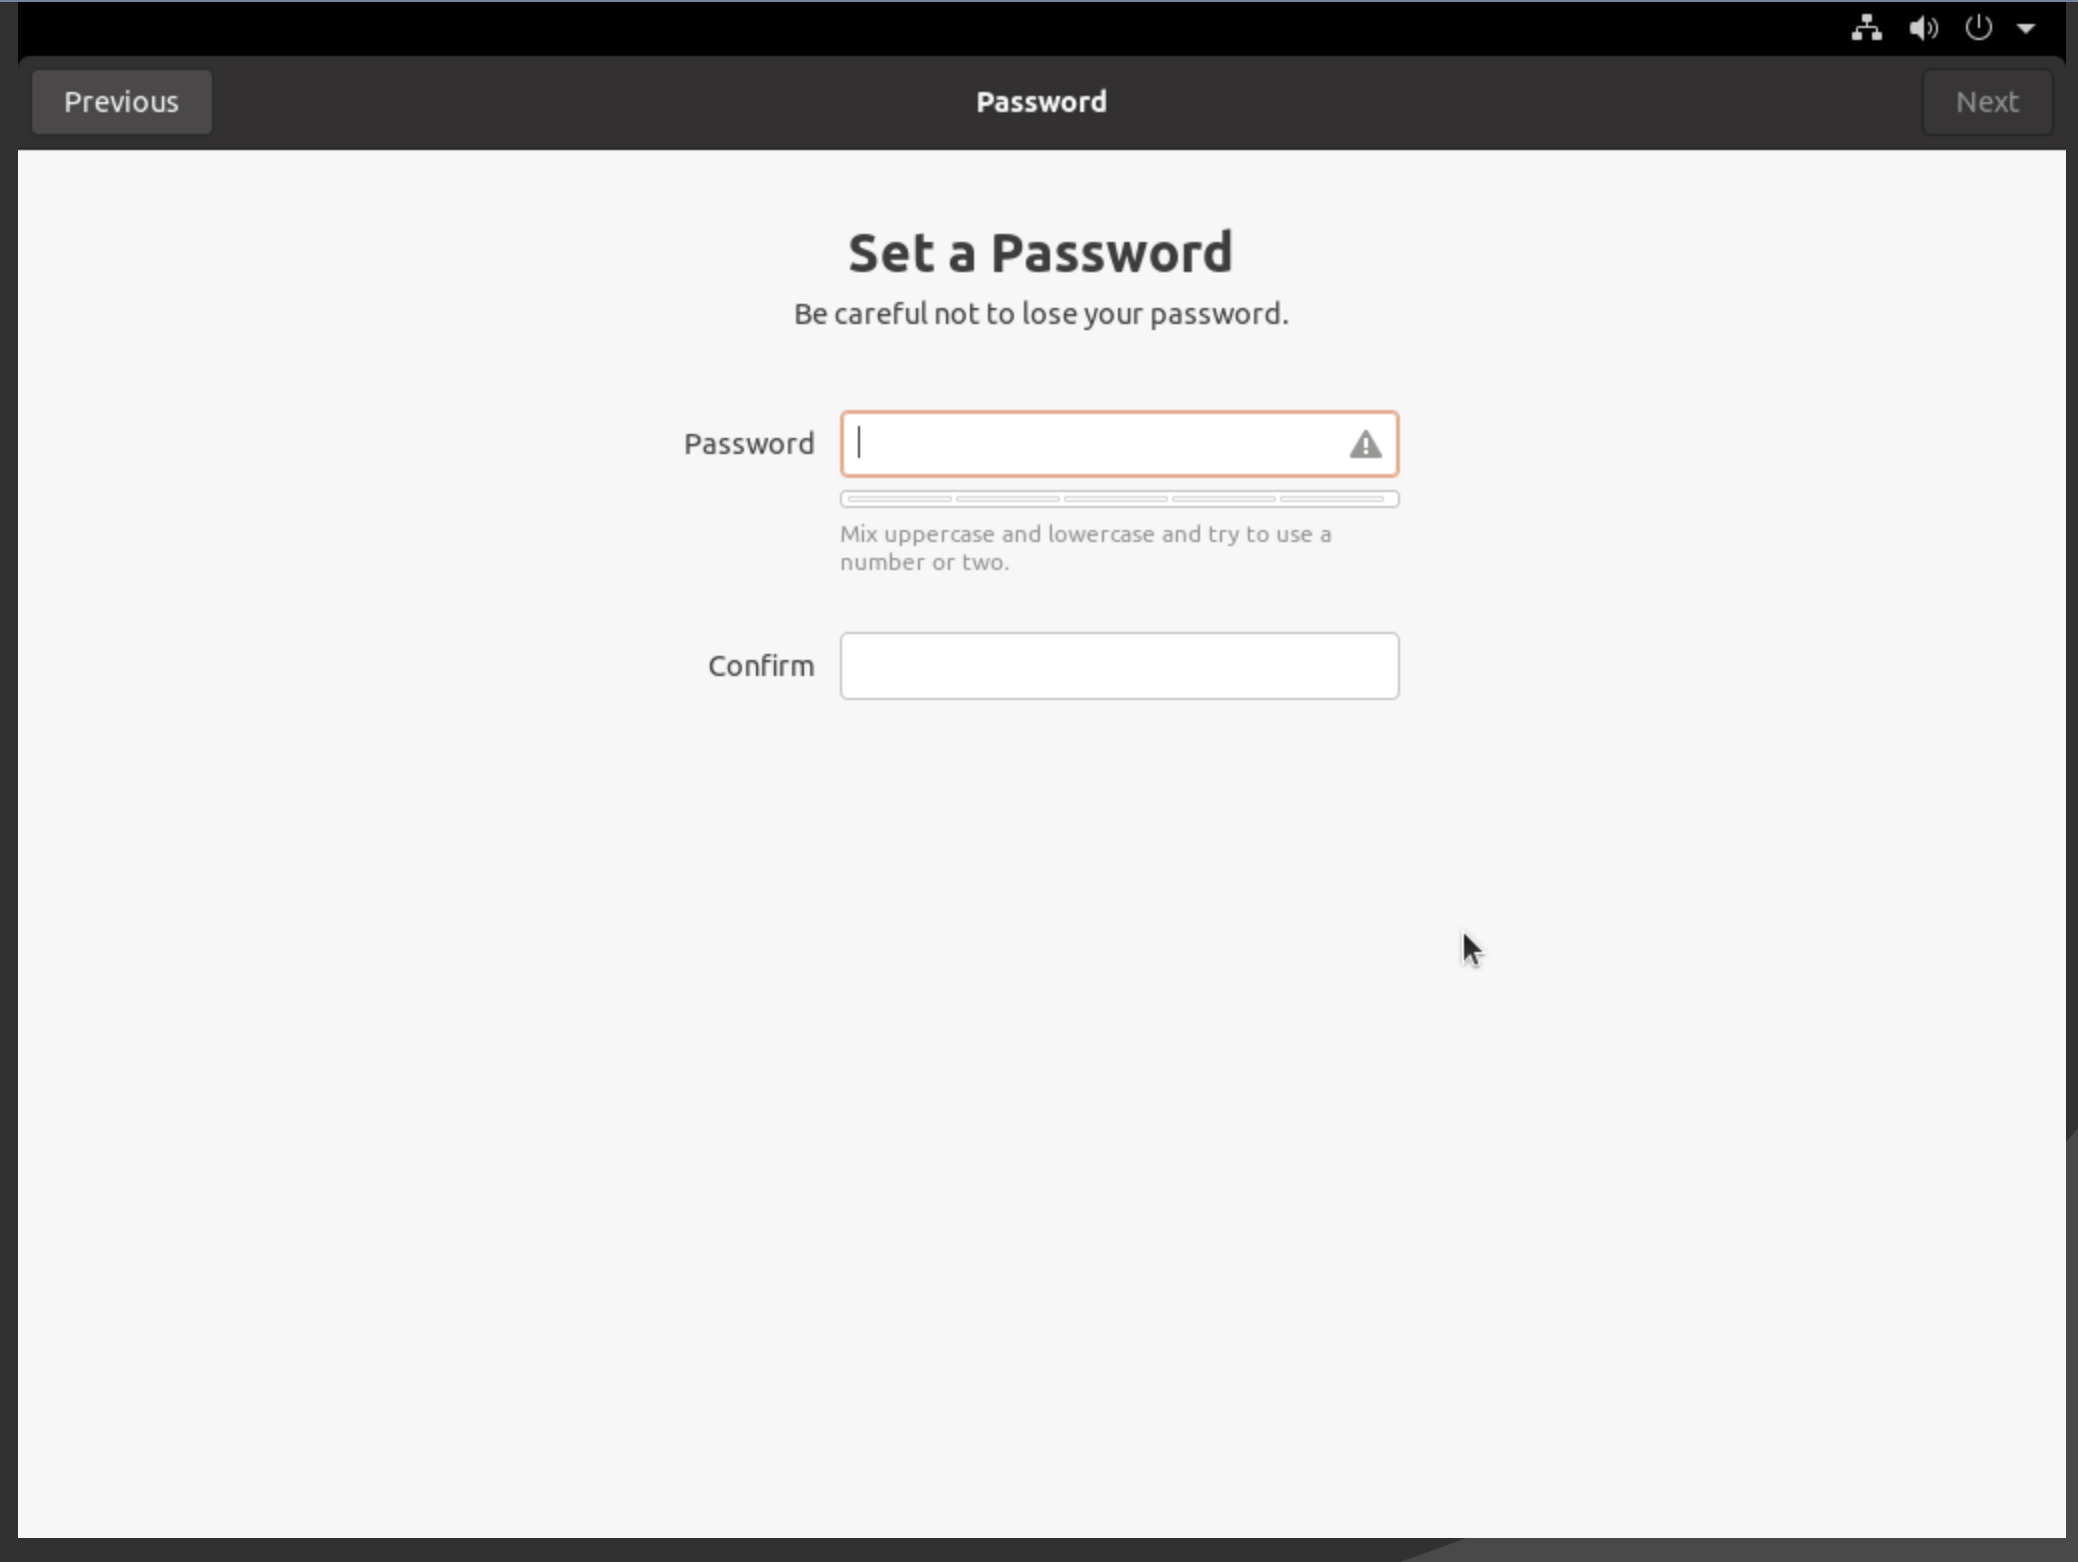 Previous
Password
Next
Set a Password
Be careful not to lose your password.
Password
Mix uppercase and lowercase and try to use a
number or two.
Confirm